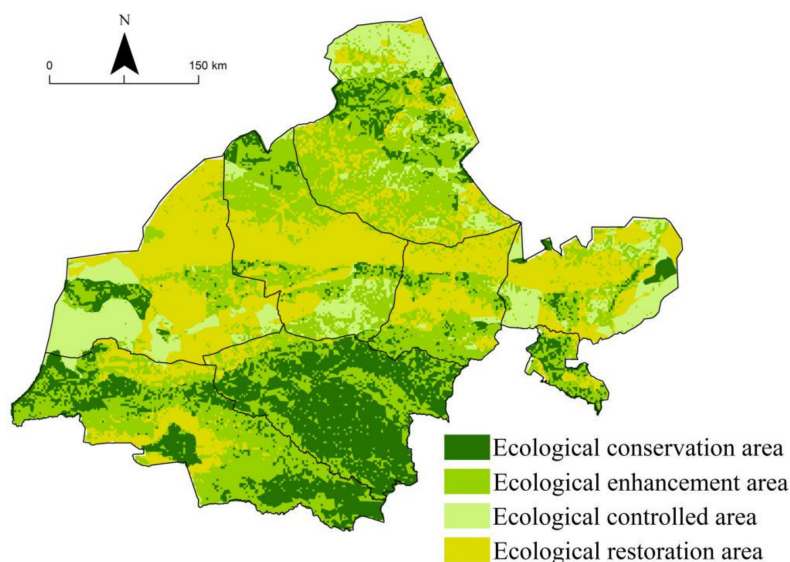 N
0 150 km
Ecological conservation area
Ecological enhancement area
Ecological controlled area
Ecological restoration area